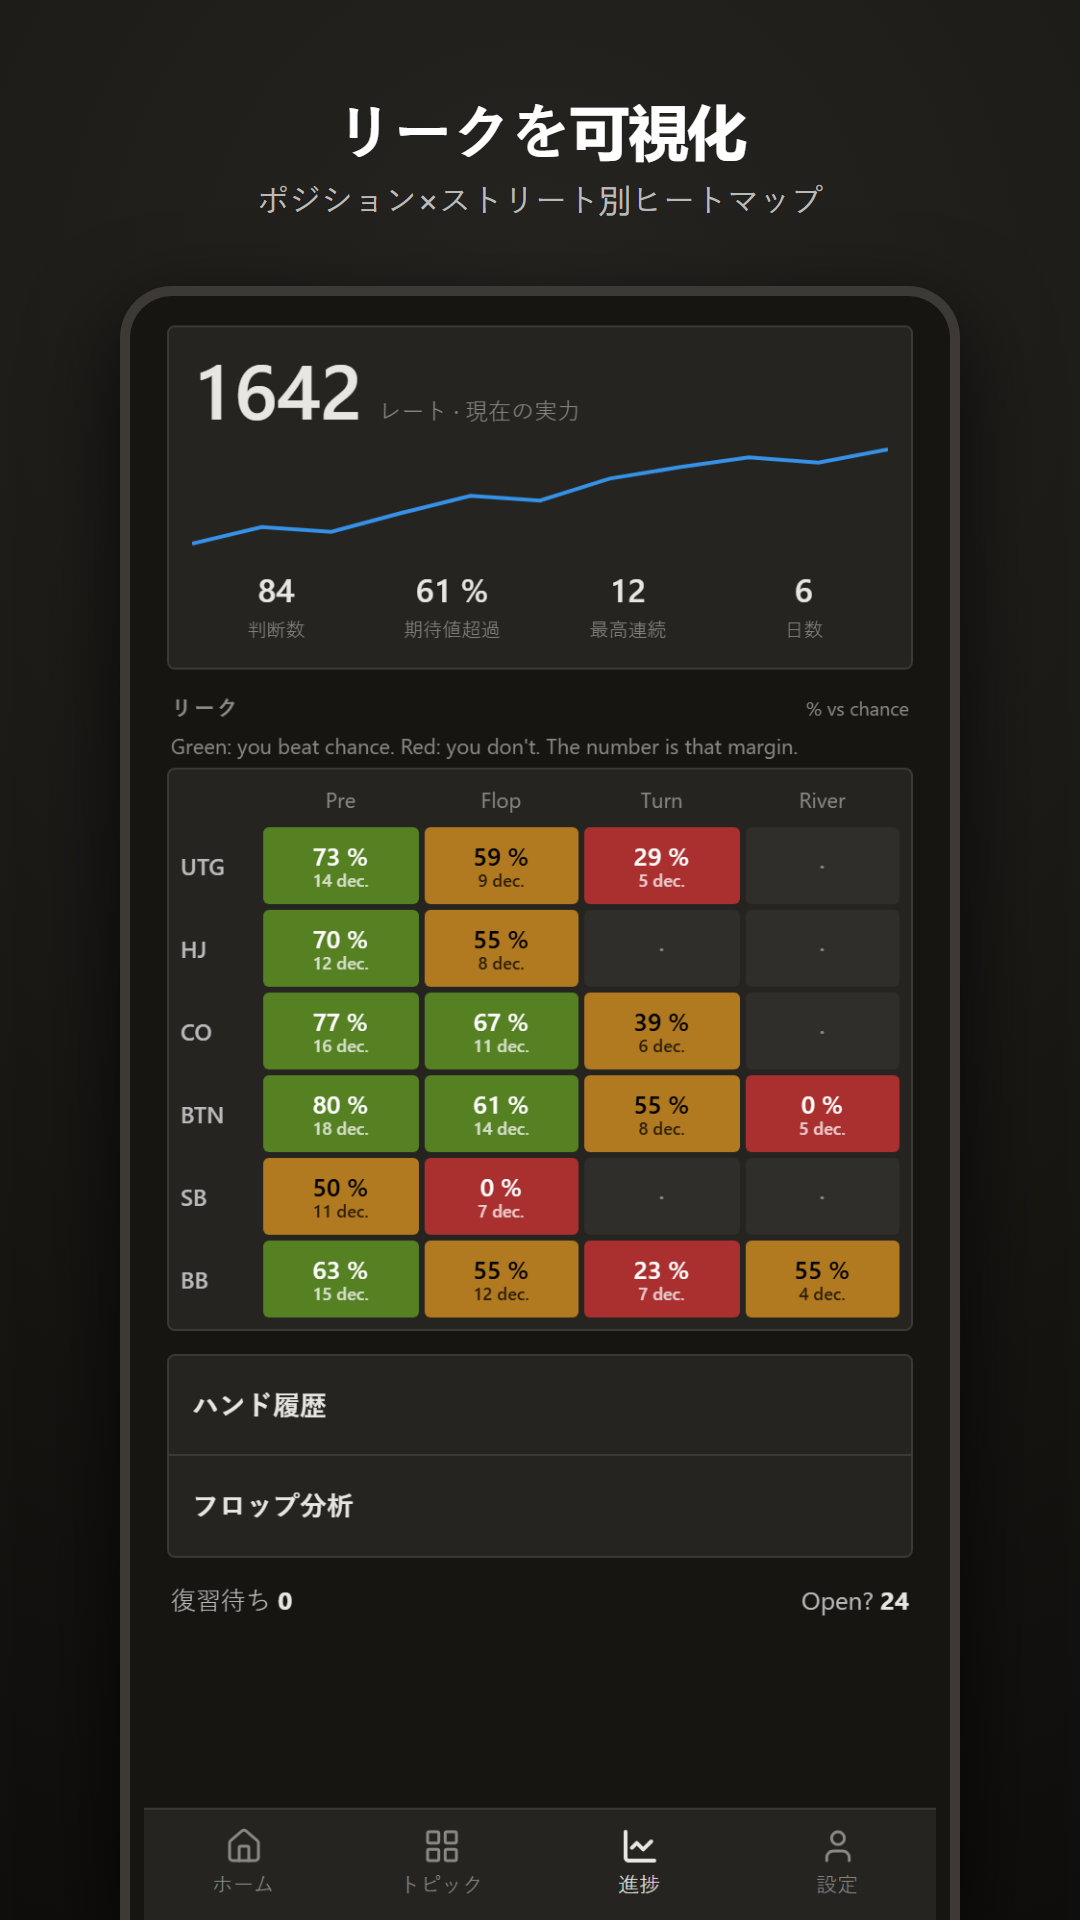 リークを可視化
ポジション×ストリート別ヒートマップ
1642 レート · 現在の実力
84 61 % 12 6
判断数 期待値超過 最高連続 日数
リーク % vs chance
Green: you beat chance. Red: you don't. The number is that margin.
Pre Flop Turn River
UTG 73 % 59 % 29 % ·
14 dec. 9 dec. 5 dec.
HJ 70 % 55 % · ·
12 dec. 8 dec.
CO 77 % 67 % 39 % ·
16 dec. 11 dec. 6 dec.
BTN 80 % 61 % 55 % 0 %
18 dec. 14 dec. 8 dec. 5 dec.
SB 50 % 0 % · ·
11 dec. 7 dec.
BB 63 % 55 % 23 % 55 %
15 dec. 12 dec. 7 dec. 4 dec.
ハンド履歴
フロップ分析
復習待ち 0 Open? 24
ホーム トピック 進捗 設定